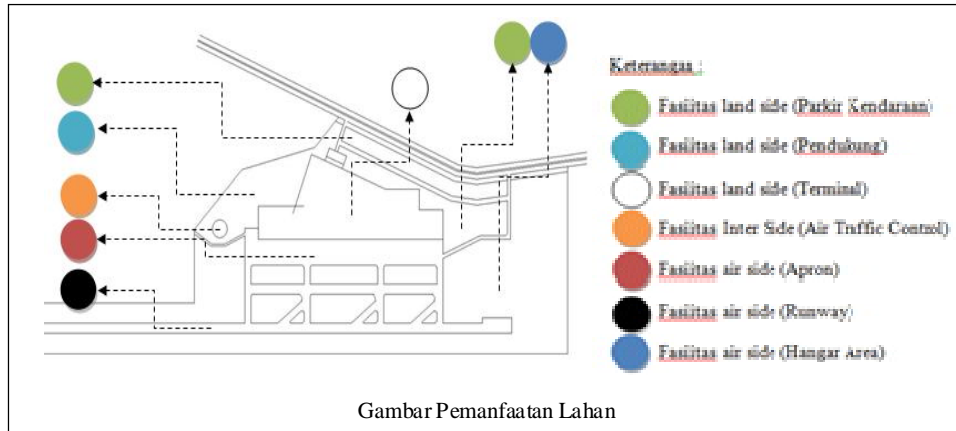 Keterangan :
Fasilitas land side (Parkir Kendaraan)
Fasilitas land side (Pendukung)
Fasilitas land side (Terminal)
Fasilitas Inter Side (Air Traffic Control)
Fasilitas air side (Apron)
Fasilitas air side (Runway)
Fasilitas air side (Hangar Area)
Gambar Pemanfaatan Lahan